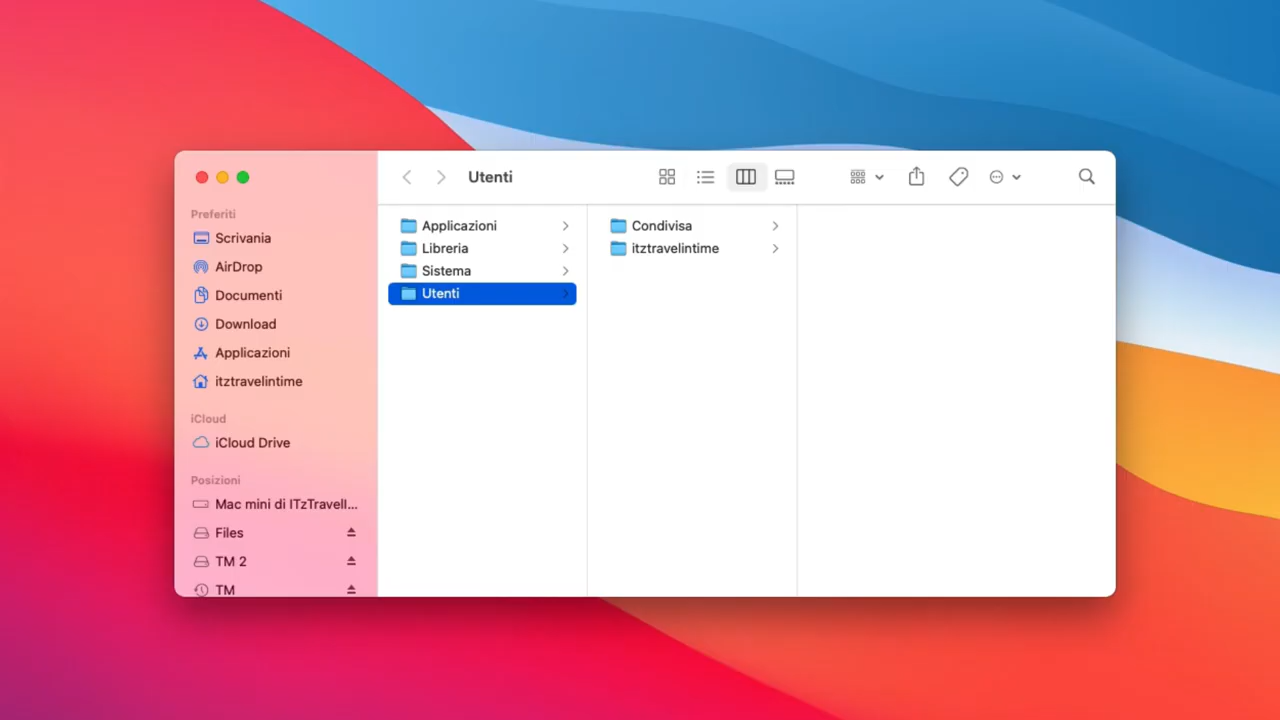 Utenti
Preferiti
Scrivania
AirDrop
Documenti
Download
Applicazioni
itztravelintime
iCloud
iCloud Drive
Posizioni
Mac mini di ITzTravell...
Files
TM 2
TM
Applicazioni
Libreria
Sistema
Utenti
Condivisa
itztravelintime